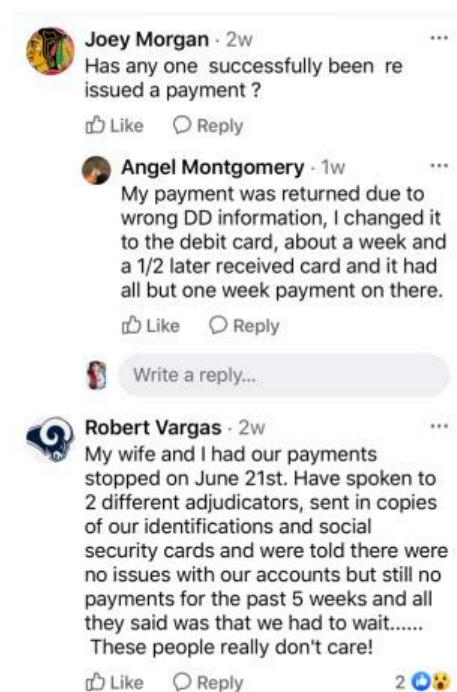 Joey Morgan · 2w
Has any one successfully been re
issued a payment ?
Like Reply
Angel Montgomery · 1w
My payment was returned due to
wrong DD information, I changed it
to the debit card, about a week and
a 1/2 later received card and it had
all but one week payment on there.
Like Reply
Write a reply...
Robert Vargas · 2w
My wife and I had our payments
stopped on June 21st. Have spoken to
2 different adjudicators, sent in copies
of our identifications and social
security cards and were told there were
no issues with our accounts but still no
payments for the past 5 weeks and all
they said was that we had to wait......
These people really don't care!
Like Reply 2